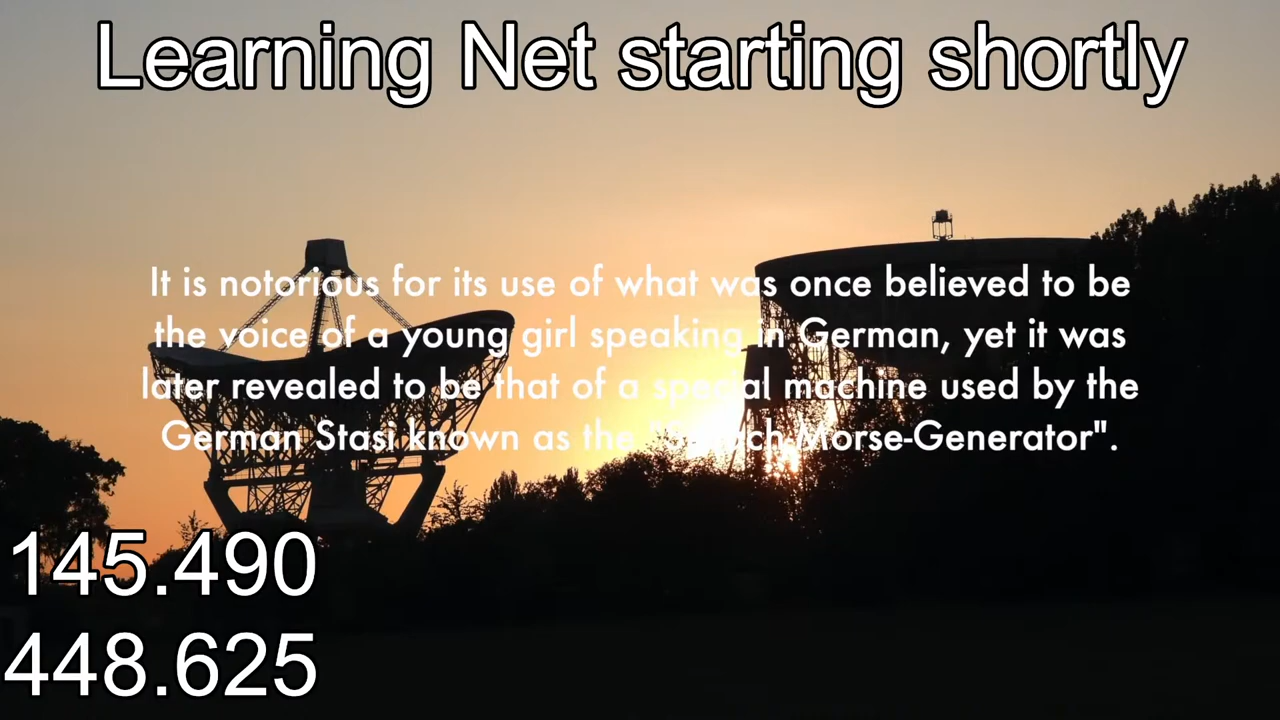 Learning Net starting shortly
It is notorious for its use of what was once believed to be
the voice of a young girl speaking in German, yet it was
later revealed to be that of a special machine used by the
German Stasi known as the "Sprach-Morse-Generator".
145.490
448.625